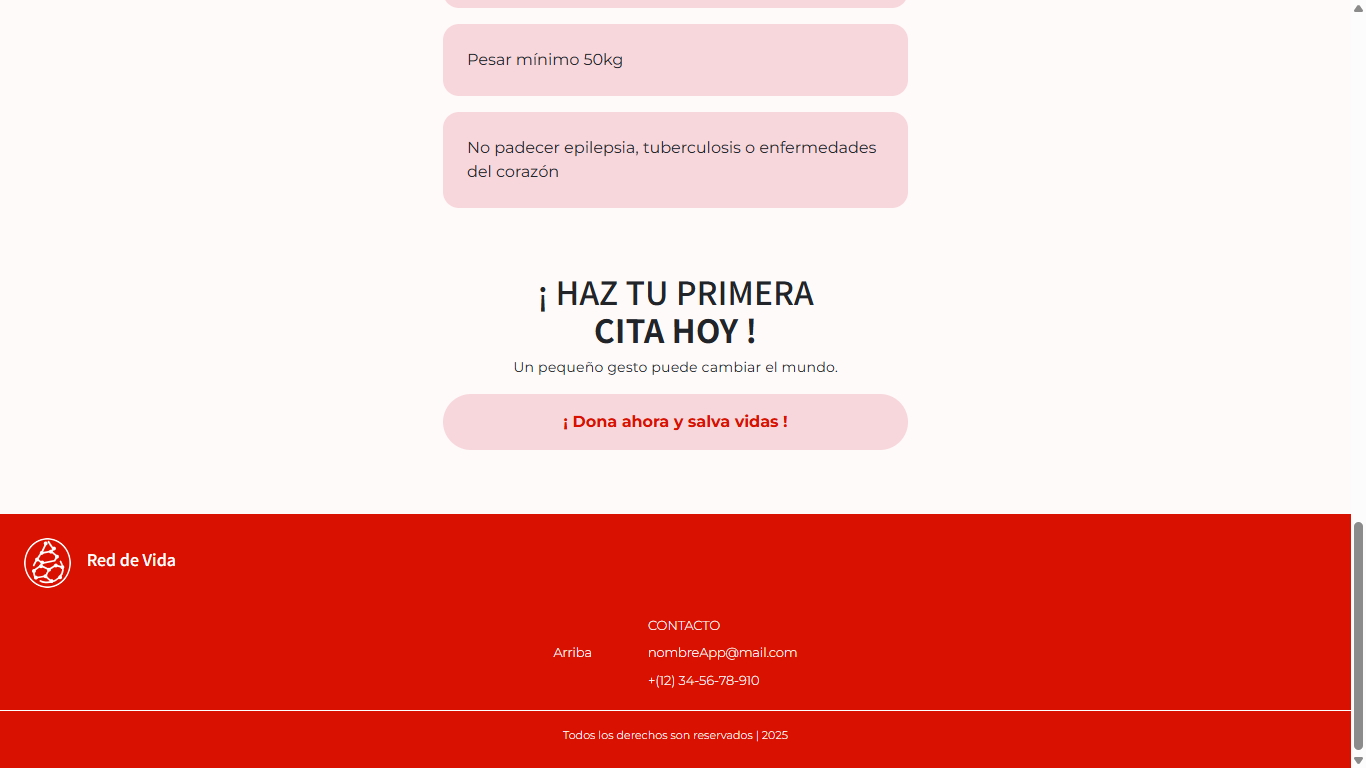 Pesar mínimo 50kg
No padecer epilepsia, tuberculosis o enfermedades
del corazón
¡ HAZ TU PRIMERA
CITA HOY !
Un pequeño gesto puede cambiar el mundo.
¡ Dona ahora y salva vidas !
Red de Vida
CONTACTO
Arriba
nombreApp@mail.com
+(12) 34-56-78-910
Todos los derechos son reservados | 2025